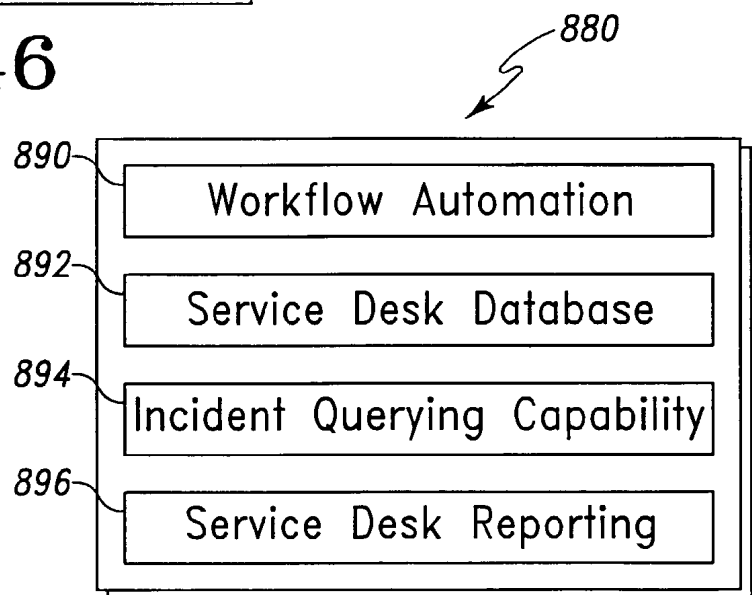 6
880
890 Workflow Automation
892 Service Desk Database
894 Incident Querying Capability
896 Service Desk Reporting